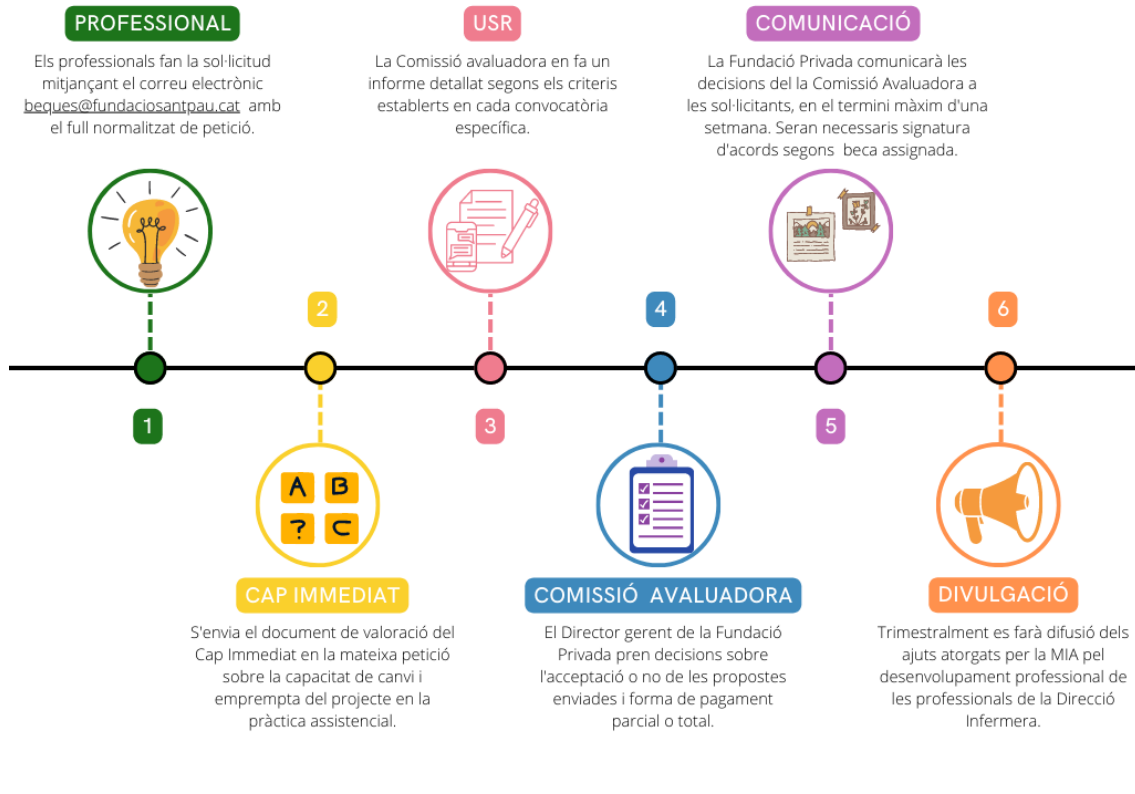 PROFESSIONAL
Els professionals fan la sol·licitud
mitjançant el correu electrònic
beques@fundaciosantpau.cat amb
el full normalitzat de petició.
1
2
CAP IMMEDIAT
S'envia el document de valoració del
Cap Immediat en la mateixa petició
sobre la capacitat de canvi i
emprempta del projecte en la
pràctica assistencial.
A B
? C
USR
La Comissió avaluadora en fa un
informe detallat segons els criteris
establerts en cada convocatòria
específica.
3
4
COMISSIÓ AVALUADORA
El Director gerent de la Fundació
Privada pren decisions sobre
l'acceptació o no de les propostes
enviades i forma de pagament
parcial o total.
COMUNICACIÓ
La Fundació Privada comunicarà les
decisions del la Comissió Avaluadora a
les sol·licitants, en el termini màxim d'una
setmana. Seran necessaris signatura
d'acords segons beca assignada.
5
6
DIVULGACIÓ
Trimestralment es farà difusió dels
ajuts atorgats per la MIA pel
desenvolupament professional de
les professionals de la Direcció
Infermera.